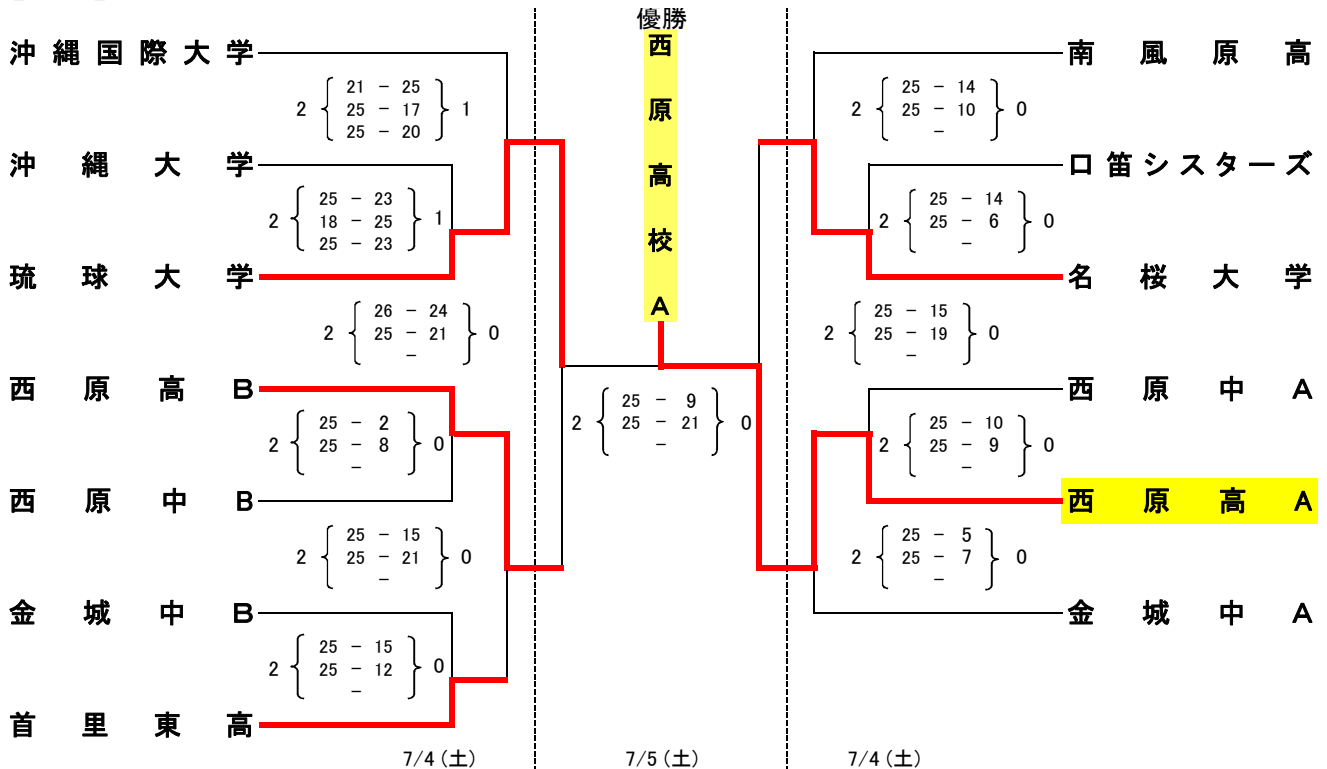 優勝
西原高校A
沖縄国際大学
2 21 - 25 1
25 - 17
25 - 20
沖縄大学
2 25 - 23 1
18 - 25
25 - 23
琉球大学
2 26 - 24 0
25 - 21
-
西原高B
2 25 - 2 0
25 - 8
-
西原中B
2 25 - 15 0
25 - 21
-
金城中B
2 25 - 15 0
25 - 12
-
首里東高
2 25 - 9 0
25 - 21
-
南風原高
2 25 - 14 0
25 - 10
-
口笛シスターズ
2 25 - 14 0
25 - 6
-
名桜大学
2 25 - 15 0
25 - 19
-
西原中A
2 25 - 10 0
25 - 9
-
西原高A
2 25 - 5 0
25 - 7
-
金城中A
7/4(土)
7/5(土)
7/4(土)